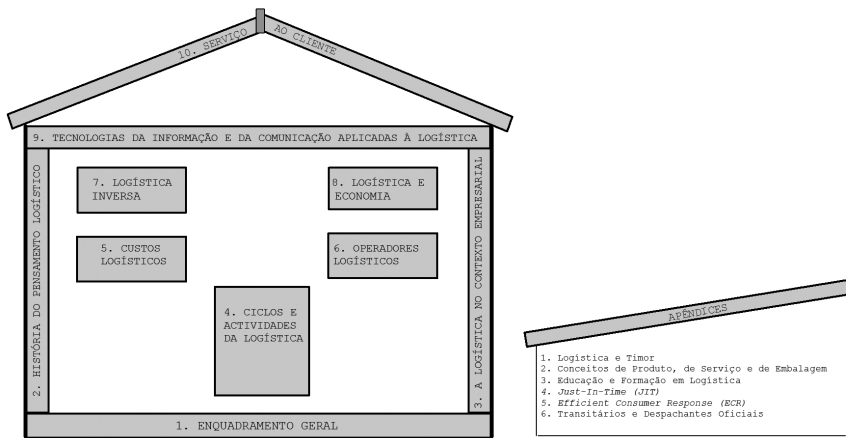 10. SERVIÇO
AO CLIENTE
9. TECNOLOGIAS DA INFORMAÇÃO E DA COMUNICAÇÃO APLICADAS À LOGÍSTICA
2. HISTÓRIA DO PENSAMENTO LOGÍSTICO
7. LOGÍSTICA
INVERSA
8. LOGÍSTICA E
ECONOMIA
5. CUSTOS
LOGÍSTICOS
6. OPERADORES
LOGÍSTICOS
4. CICLOS E
ACTIVIDADES
DA LOGÍSTICA
3. A LOGÍSTICA NO CONTEXTO EMPRESARIAL
1. ENQUADRAMENTO GERAL
APÊNDICES
1. Logística e Timor
2. Conceitos de Produto, de Serviço e de Embalagem
3. Educação e Formação em Logística
4. Just-In-Time (JIT)
5. Efficient Consumer Response (ECR)
6. Transitários e Despachantes Oficiais